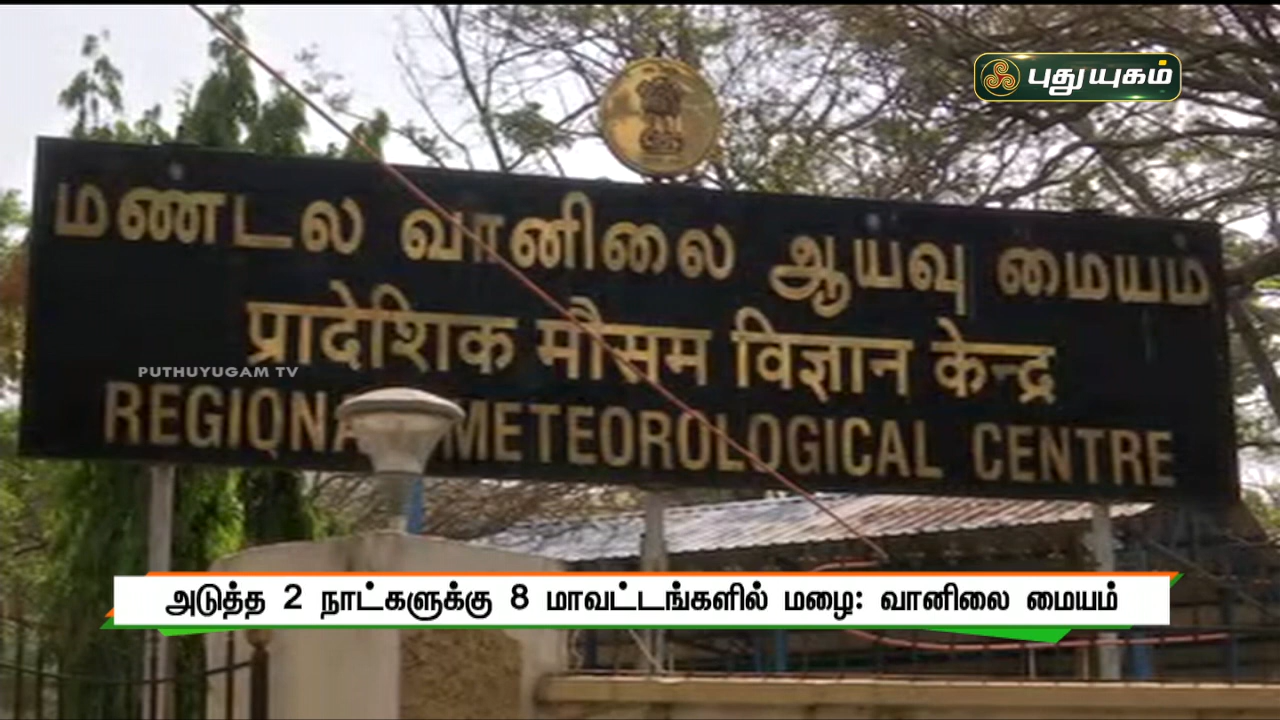 புதுயுகம்
மண்டல வானிலை ஆய்வு மையம்
प्रादेशिक मौसम विज्ञान केन्द्र
PUTHUYUGAM TV
REGIONAL METEOROLOGICAL CENTRE
அடுத்த 2 நாட்களுக்கு 8 மாவட்டங்களில் மழை: வானிலை மையம்